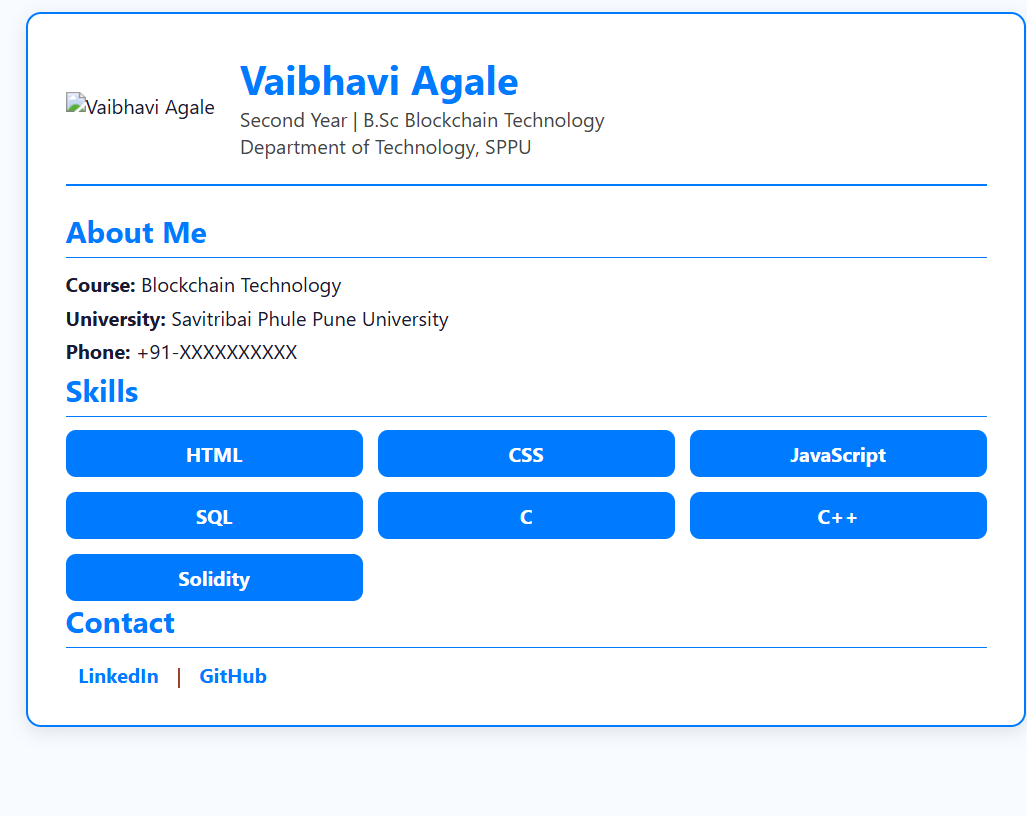 Vaibhavi Agale
Vaibhavi Agale
Second Year | B.Sc Blockchain Technology
Department of Technology, SPPU
About Me
Course: Blockchain Technology
University: Savitribai Phule Pune University
Phone: +91-XXXXXXXXXX
Skills
HTML CSS JavaScript
SQL C C++
Solidity
Contact
LinkedIn | GitHub